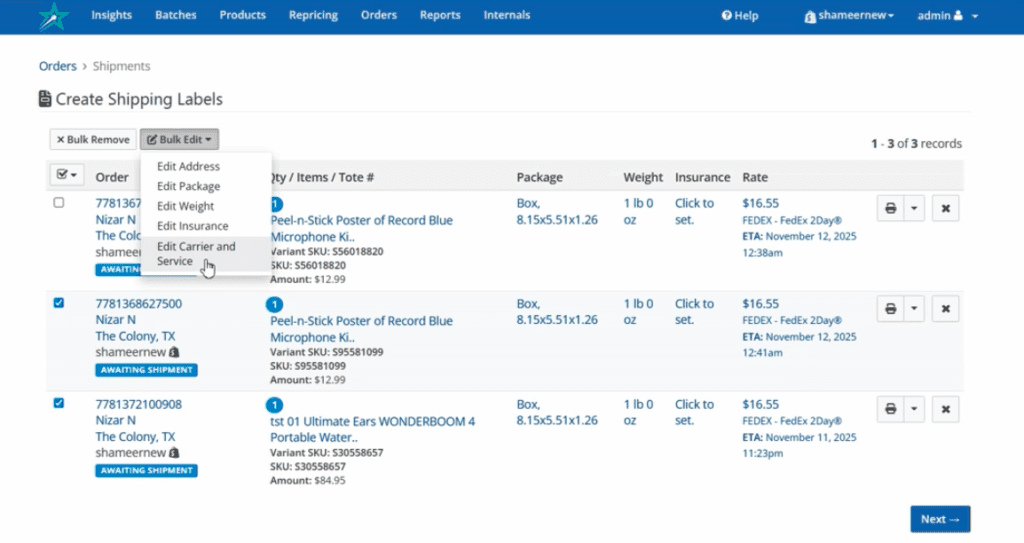 Insights Batches Products Repricing Orders Reports Internals Help shameernew admin
Orders > Shipments
Create Shipping Labels
× Bulk Remove Bulk Edit
1 - 3 of 3 records
Edit Address
Edit Package
Edit Weight
Edit Insurance
Edit Carrier and
Service
Order Qty / Items / Tote # Package Weight Insurance Rate
7781367
Nizar N
The Colo
shameer
AWAITIN
1
Peel-n-Stick Poster of Record Blue
Microphone Ki..
Variant SKU: S56018820
SKU: S56018820
Amount: $12.99
Box,
8.15x5.51x1.26
1 lb 0
oz
Click to
set.
$16.55
FEDEX - FedEx 2Day®
ETA: November 12, 2025
12:38am
7781368627500
Nizar N
The Colony, TX
shameernew
AWAITING SHIPMENT
1
Peel-n-Stick Poster of Record Blue
Microphone Ki..
Variant SKU: S95581099
SKU: S95581099
Amount: $12.99
Box,
8.15x5.51x1.26
1 lb 0
oz
Click to
set.
$16.55
FEDEX - FedEx 2Day®
ETA: November 12, 2025
12:41am
7781372100908
Nizar N
The Colony, TX
shameernew
AWAITING SHIPMENT
1
tst 01 Ultimate Ears WONDERBOOM 4
Portable Water..
Variant SKU: S30558657
SKU: S30558657
Amount: $84.95
Box,
8.15x5.51x1.26
1 lb 0
oz
Click to
set.
$16.55
FEDEX - FedEx 2Day®
ETA: November 11, 2025
11:23pm
Next →